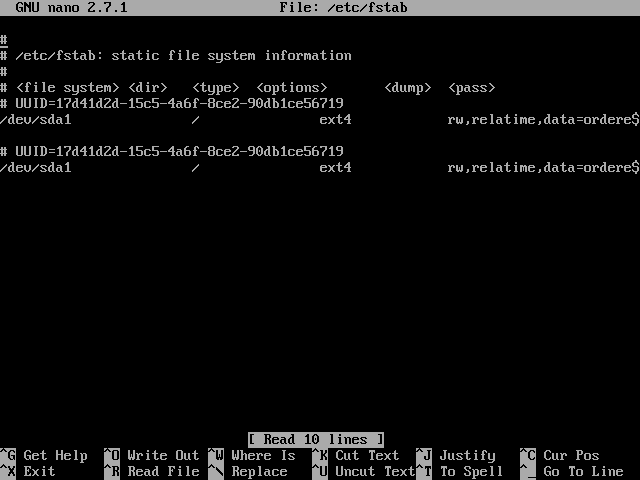 GNU nano 2.7.1 File: /etc/fstab
#
# /etc/fstab: static file system information
#
# <file system> <dir> <type> <options> <dump> <pass>
# UUID=17d41d2d-15c5-4a6f-8ce2-90db1ce56719
/dev/sda1 / ext4 rw,relatime,data=ordere$
# UUID=17d41d2d-15c5-4a6f-8ce2-90db1ce56719
/dev/sda1 / ext4 rw,relatime,data=ordere$
[ Read 10 lines ]
^G Get Help ^O Write Out ^W Where Is ^K Cut Text ^J Justify ^C Cur Pos
^X Exit ^R Read File ^\ Replace ^U Uncut Text ^T To Spell ^_ Go To Line